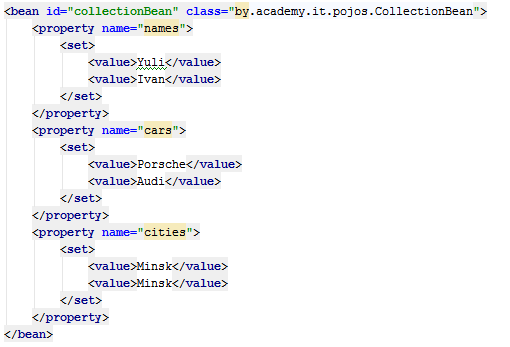 <bean id="collectionBean" class="by.academy.it.pojos.CollectionBean">
<property name="names">
<set>
<value>Yuli</value>
<value>Ivan</value>
</set>
</property>
<property name="cars">
<set>
<value>Porsche</value>
<value>Audi</value>
</set>
</property>
<property name="cities">
<set>
<value>Minsk</value>
<value>Minsk</value>
</set>
</property>
</bean>